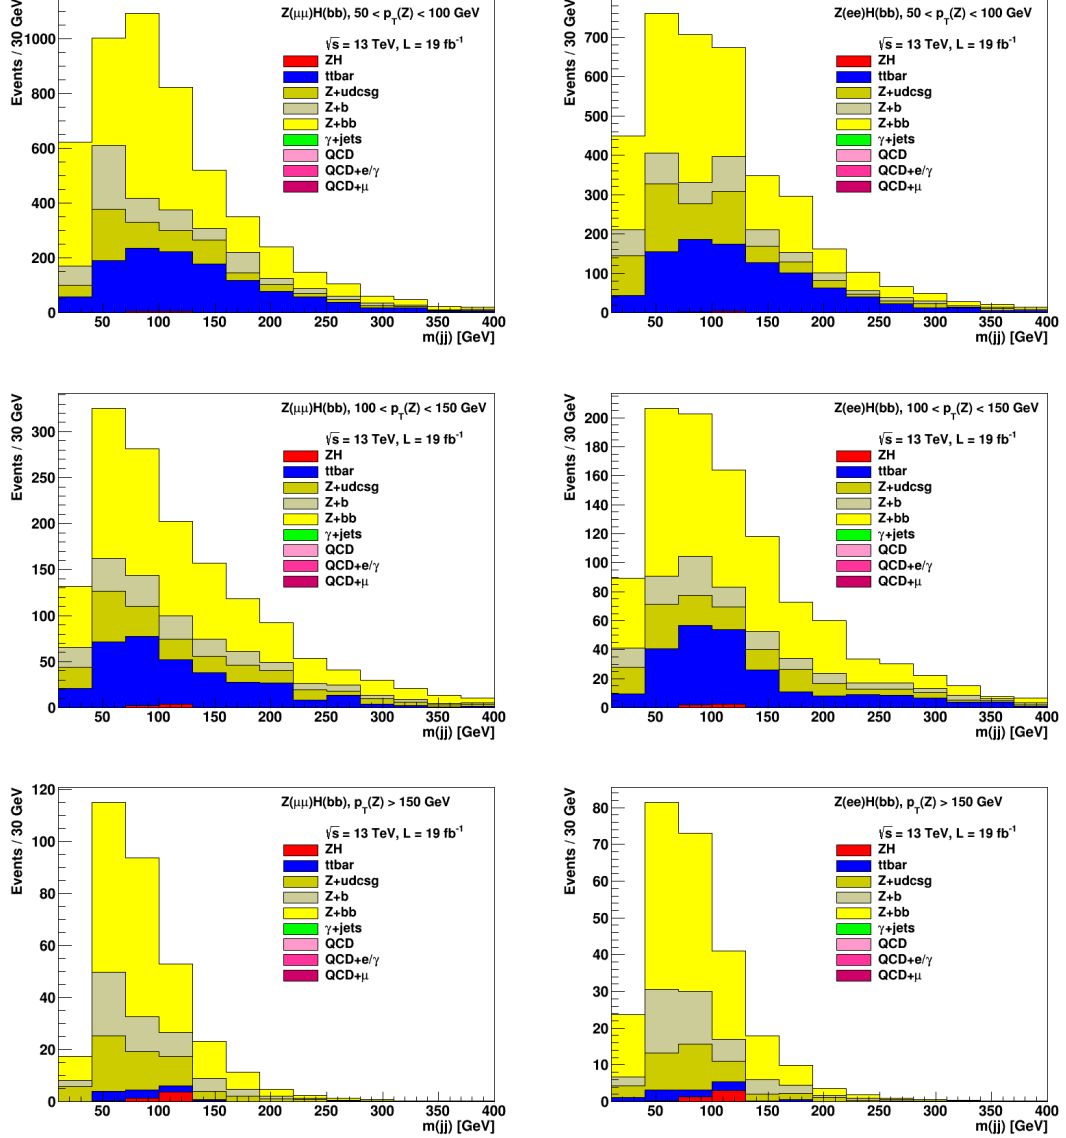 Z(μμ)H(bb), 50 < p_T(Z) < 100 GeV
√s = 13 TeV, L = 19 fb⁻¹
ZH
ttbar
Z+udcsg
Z+b
Z+bb
γ+jets
QCD
QCD+e/γ
QCD+μ
Events / 30 GeV
1000
800
600
400
200
0
50 100 150 200 250 300 350 400
m(jj) [GeV]
Z(ee)H(bb), 50 < p_T(Z) < 100 GeV
√s = 13 TeV, L = 19 fb⁻¹
ZH
ttbar
Z+udcsg
Z+b
Z+bb
γ+jets
QCD
QCD+e/γ
QCD+μ
Events / 30 GeV
700
600
500
400
300
200
100
0
50 100 150 200 250 300 350 400
m(jj) [GeV]
Z(μμ)H(bb), 100 < p_T(Z) < 150 GeV
√s = 13 TeV, L = 19 fb⁻¹
ZH
ttbar
Z+udcsg
Z+b
Z+bb
γ+jets
QCD
QCD+e/γ
QCD+μ
Events / 30 GeV
300
250
200
150
100
50
0
50 100 150 200 250 300 350 400
m(jj) [GeV]
Z(ee)H(bb), 100 < p_T(Z) < 150 GeV
√s = 13 TeV, L = 19 fb⁻¹
ZH
ttbar
Z+udcsg
Z+b
Z+bb
γ+jets
QCD
QCD+e/γ
QCD+μ
Events / 30 GeV
200
180
160
140
120
100
80
60
40
20
0
50 100 150 200 250 300 350 400
m(jj) [GeV]
Z(μμ)H(bb), p_T(Z) > 150 GeV
√s = 13 TeV, L = 19 fb⁻¹
ZH
ttbar
Z+udcsg
Z+b
Z+bb
γ+jets
QCD
QCD+e/γ
QCD+μ
Events / 30 GeV
120
100
80
60
40
20
0
50 100 150 200 250 300 350 400
m(jj) [GeV]
Z(ee)H(bb), p_T(Z) > 150 GeV
√s = 13 TeV, L = 19 fb⁻¹
ZH
ttbar
Z+udcsg
Z+b
Z+bb
γ+jets
QCD
QCD+e/γ
QCD+μ
Events / 30 GeV
80
70
60
50
40
30
20
10
0
50 100 150 200 250 300 350 400
m(jj) [GeV]